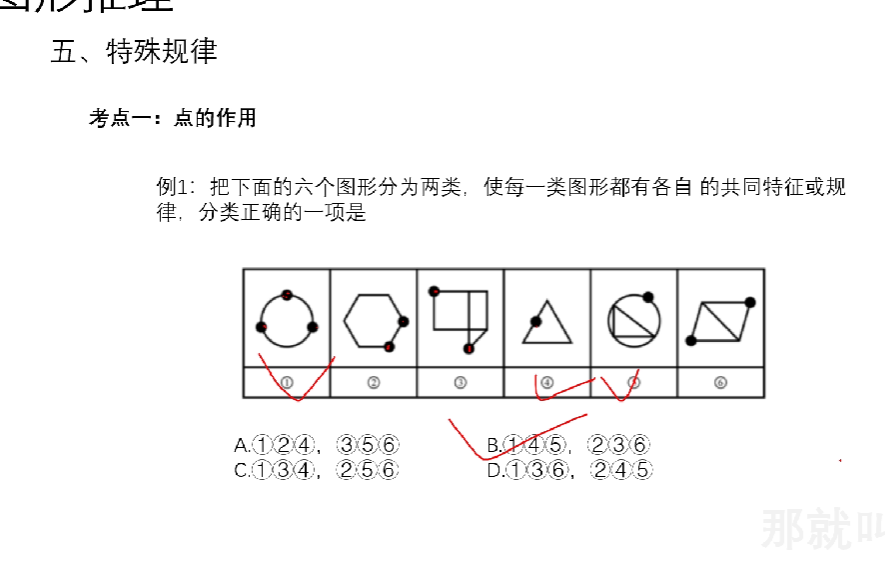 图形推理
五、特殊规律
考点一：点的作用
例1：把下面的六个图形分为两类，使每一类图形都有各自 的共同特征或规
律，分类正确的一项是
① ② ③ ④ ⑤ ⑥
A.①②④，③⑤⑥ B.①④⑤，②③⑥
C.①③④，②⑤⑥ D.①③⑥，②④⑤
那就叫